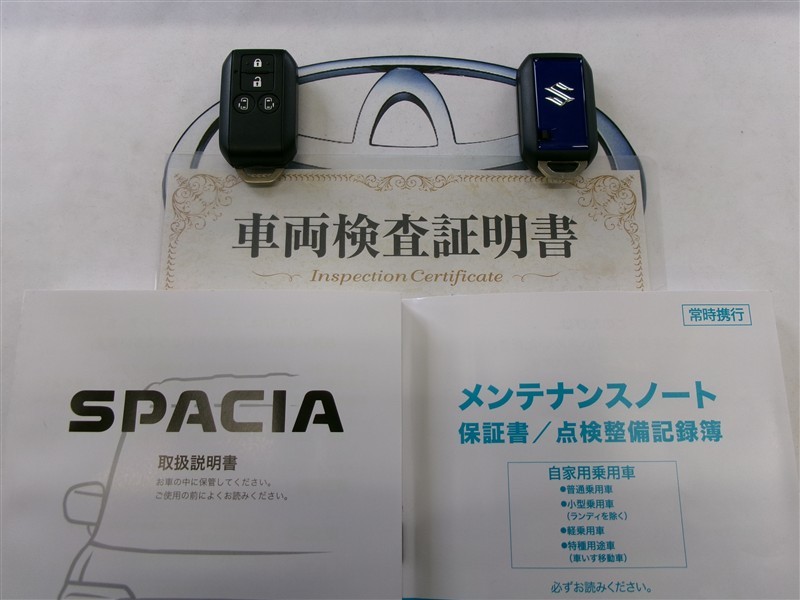 車両検査証明書
Inspection Certificate
SPACIA
取扱説明書
お車の中に保管してください。
ご使用の前によくお読みください。
常時携行
メンテナンスノート
保証書/点検整備記録簿
自家用乗用車
●普通乗用車
●小型乗用車
(ランディを除く)
●軽乗用車
●特種用途車
(車いす移動車)
必ずお読みください。